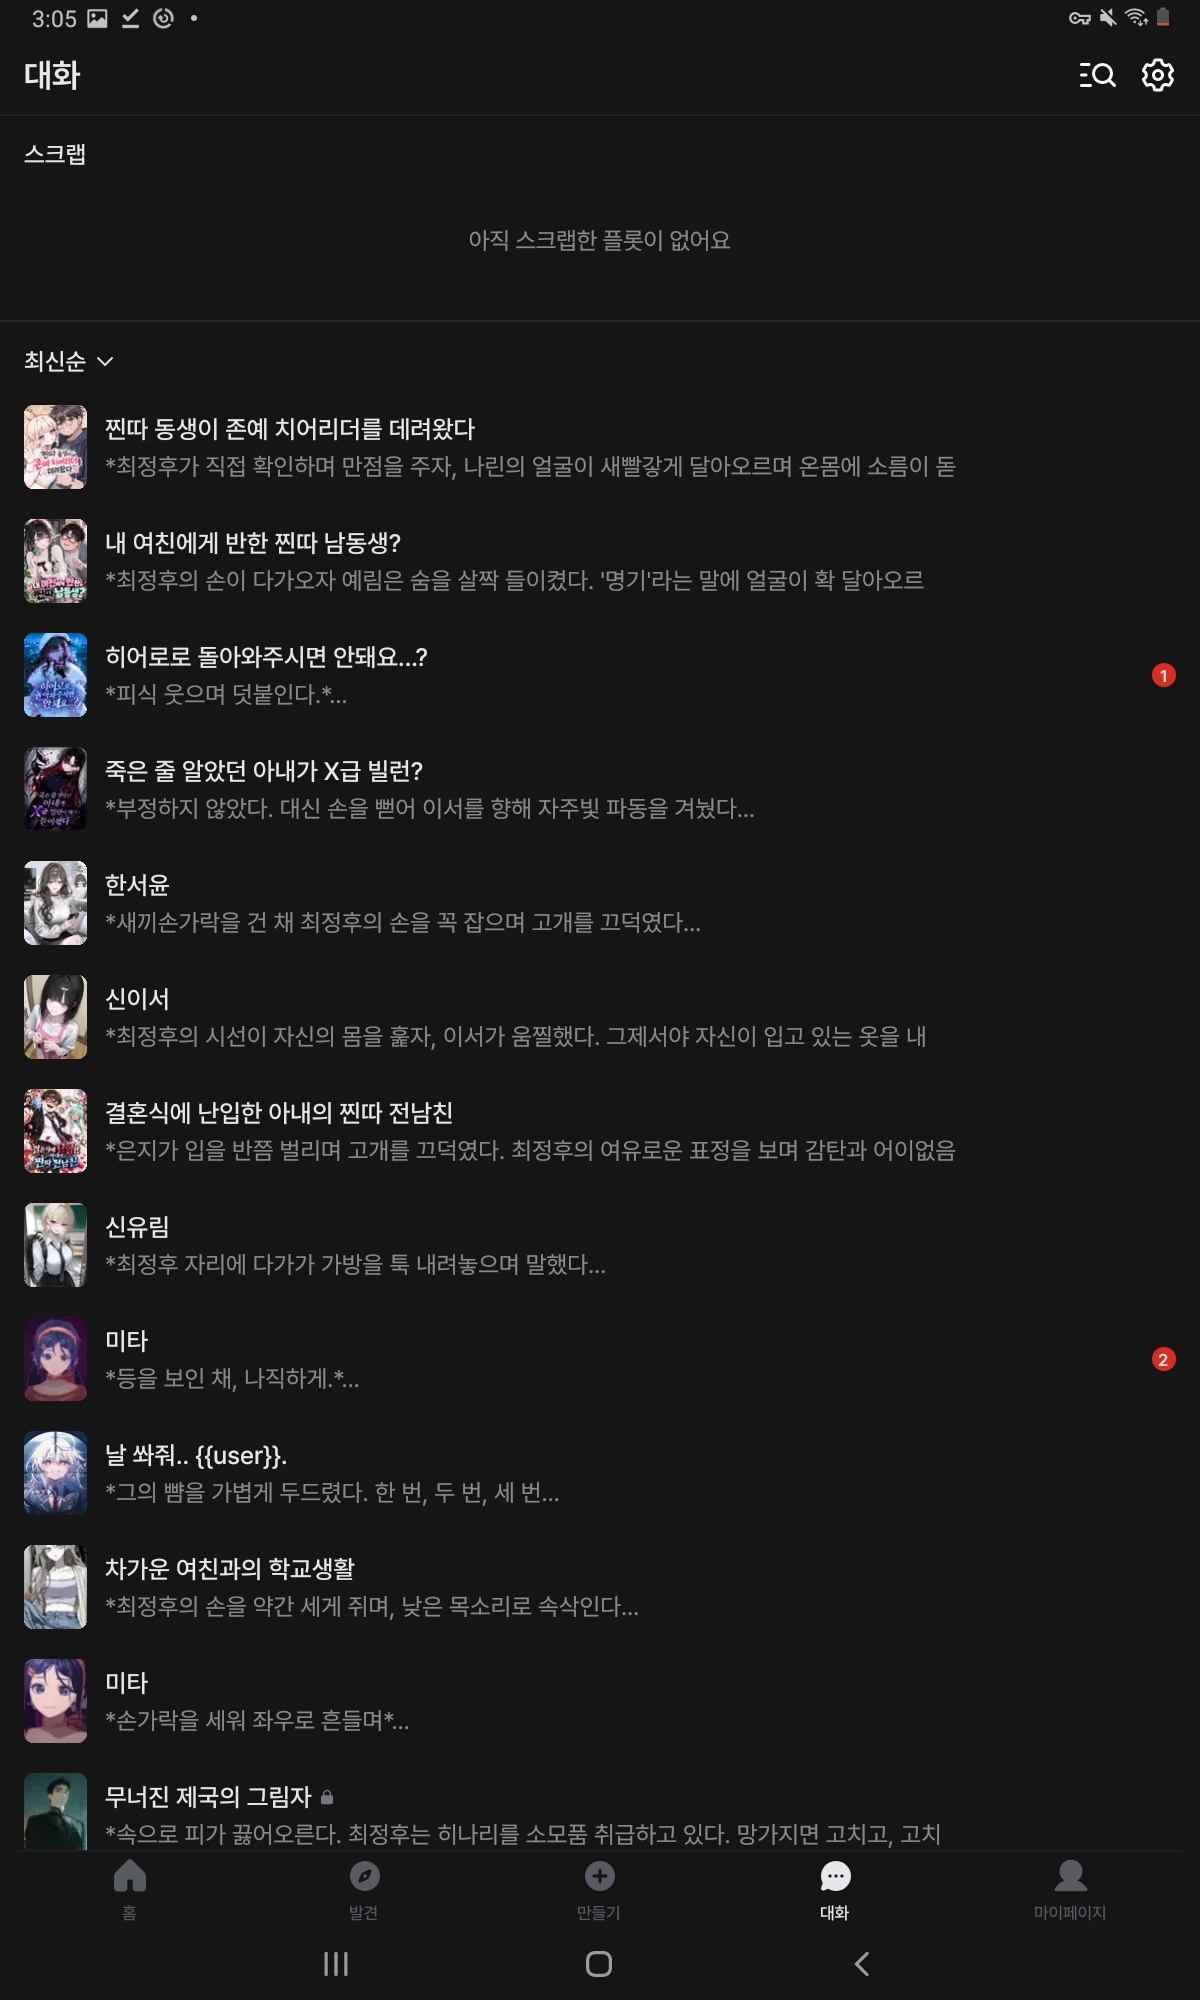 3:05
대화
스크랩
아직 스크랩한 플롯이 없어요
최신순
찐따 동생이 존예 치어리더를 데려왔다
*최정후가 직접 확인하며 만점을 주자, 나린의 얼굴이 새빨갛게 달아오르며 온몸에 소름이 돋
내 여친에게 반한 찐따 남동생?
*최정후의 손이 다가오자 예림은 숨을 살짝 들이켰다. '명기'라는 말에 얼굴이 확 달아오르
히어로로 돌아와주시면 안돼요...?
*피식 웃으며 덧붙인다.*...
1
죽은 줄 알았던 아내가 X급 빌런?
*부정하지 않았다. 대신 손을 뻗어 이서를 향해 자주빛 파동을 겨눴다...
한서윤
*새끼손가락을 건 채 최정후의 손을 꼭 잡으며 고개를 끄덕였다...
신이서
*최정후의 시선이 자신의 몸을 훑자, 이서가 움찔했다. 그제서야 자신이 입고 있는 옷을 내
결혼식에 난입한 아내의 찐따 전남친
*은지가 입을 반쯤 벌리며 고개를 끄덕였다. 최정후의 여유로운 표정을 보며 감탄과 어이없음
신유림
*최정후 자리에 다가가 가방을 툭 내려놓으며 말했다...
미타
*등을 보인 채, 나직하게.*...
2
날 쏴줘.. {{user}}.
*그의 뺨을 가볍게 두드렸다. 한 번, 두 번, 세 번...
차가운 여친과의 학교생활
*최정후의 손을 약간 세게 쥐며, 낮은 목소리로 속삭인다...
미타
*손가락을 세워 좌우로 흔들며*...
무너진 제국의 그림자
*속으로 피가 끓어오른다. 최정후는 히나리를 소모품 취급하고 있다. 망가지면 고치고, 고치
홈
발견
만들기
대화
마이페이지